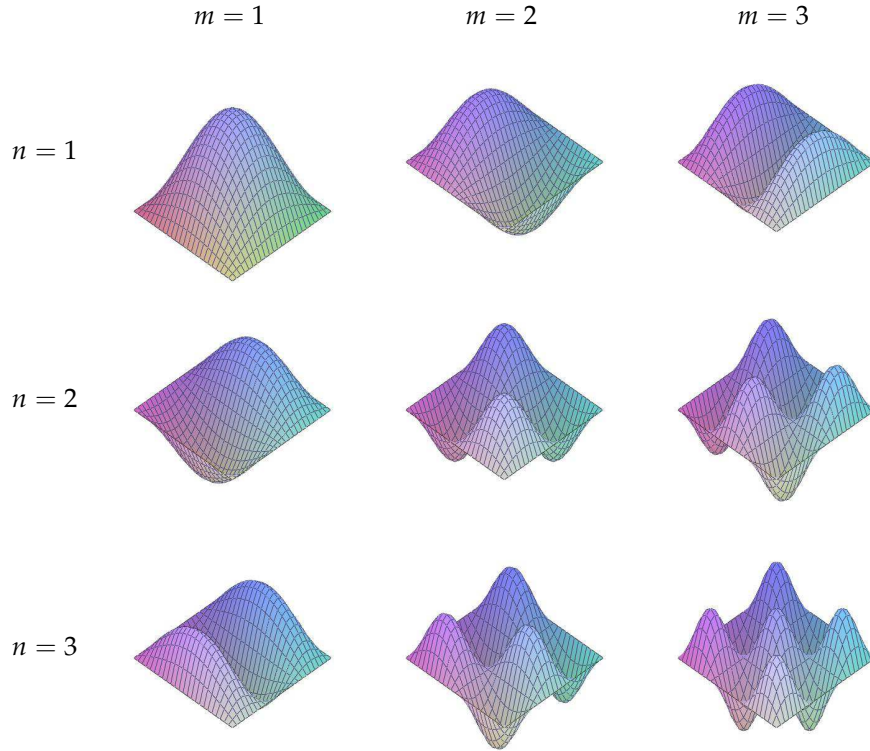 m = 1 m = 2 m = 3
n = 1
n = 2
n = 3